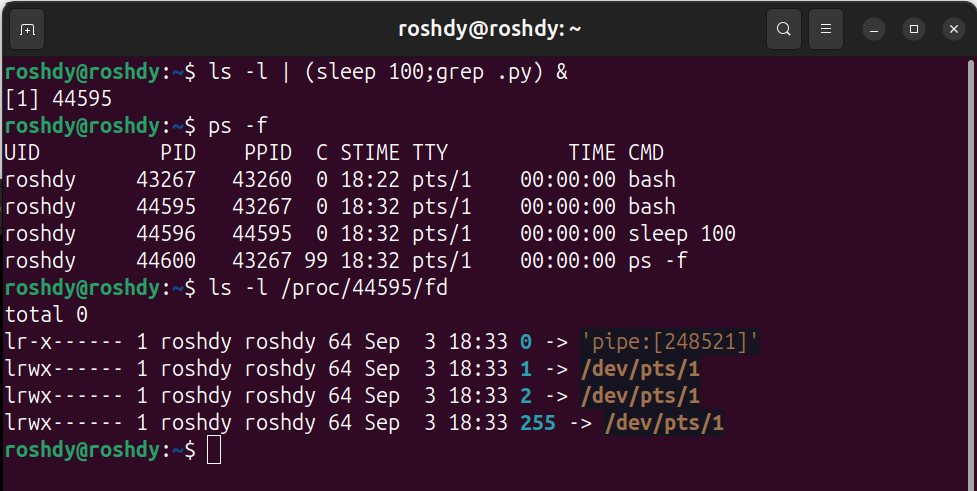 roshdy@roshdy: ~
roshdy@roshdy:~$ ls -l | (sleep 100;grep .py) &
[1] 44595
roshdy@roshdy:~$ ps -f
UID          PID    PPID  C STIME TTY          TIME CMD
roshdy     43267   43260  0 18:22 pts/1    00:00:00 bash
roshdy     44595   43267  0 18:32 pts/1    00:00:00 bash
roshdy     44596   44595  0 18:32 pts/1    00:00:00 sleep 100
roshdy     44600   43267 99 18:32 pts/1    00:00:00 ps -f
roshdy@roshdy:~$ ls -l /proc/44595/fd
total 0
lr-x------ 1 roshdy roshdy 64 Sep  3 18:33 0 -> 'pipe:[248521]'
lrwx------ 1 roshdy roshdy 64 Sep  3 18:33 1 -> /dev/pts/1
lrwx------ 1 roshdy roshdy 64 Sep  3 18:33 2 -> /dev/pts/1
lrwx------ 1 roshdy roshdy 64 Sep  3 18:33 255 -> /dev/pts/1
roshdy@roshdy:~$